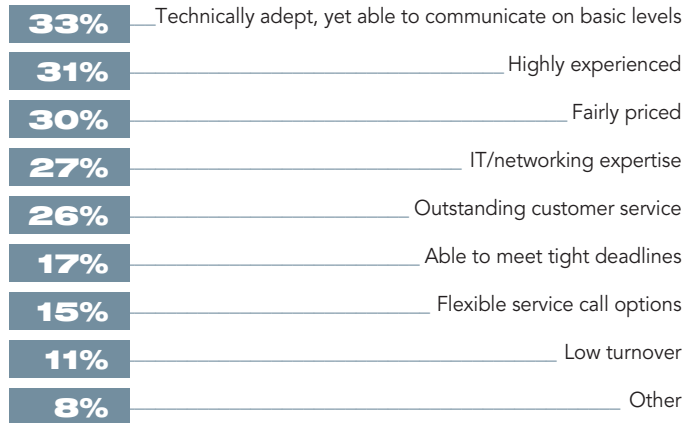 33% Technically adept, yet able to communicate on basic levels
31% Highly experienced
30% Fairly priced
27% IT/networking expertise
26% Outstanding customer service
17% Able to meet tight deadlines
15% Flexible service call options
11% Low turnover
8% Other